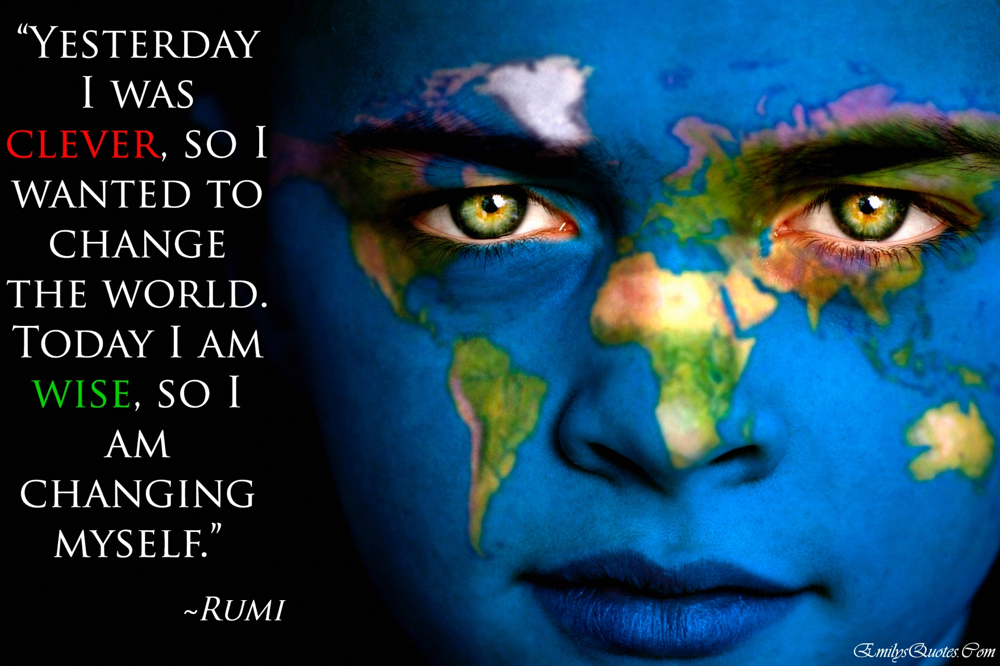 “Yesterday
I was
clever, so I
wanted to
change
the world.
Today I am
wise, so I
am
changing
myself.”
~Rumi
EmilysQuotes.Com